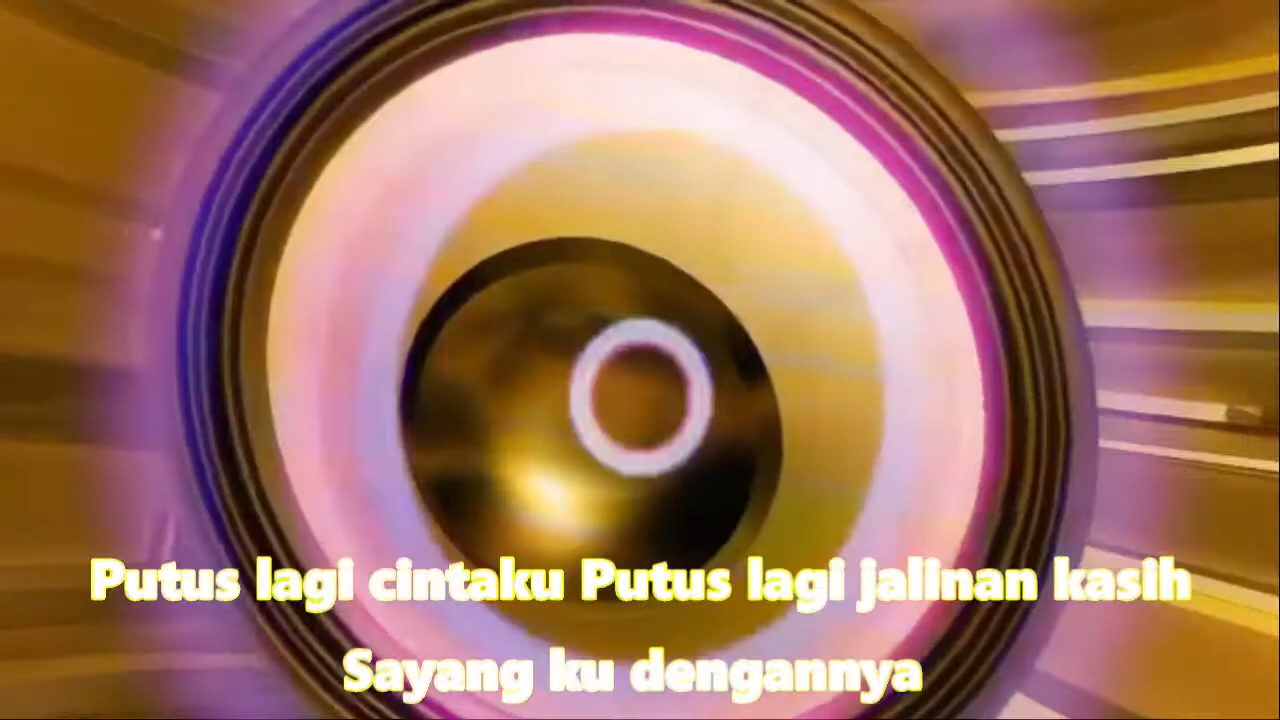 Putus lagi cintaku Putus lagi jalinan kasih
Sayang ku dengannya